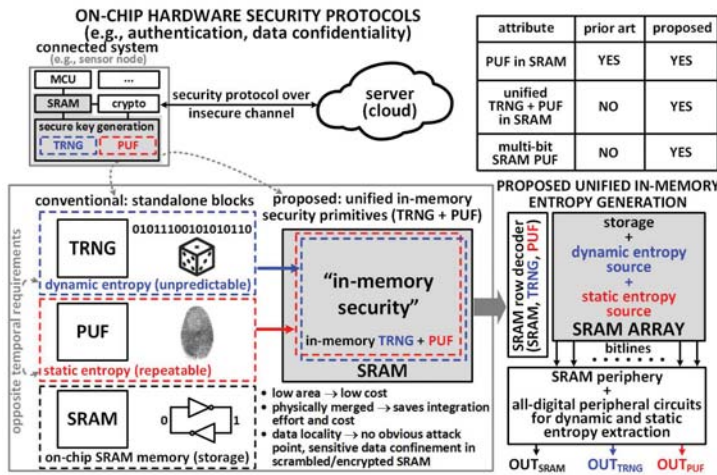 ON-CHIP HARDWARE SECURITY PROTOCOLS
(e.g., authentication, data confidentiality)
connected system
(e.g., sensor node)
MCU
...
SRAM
crypto
secure key generation
TRNG
PUF
security protocol over
insecure channel
server
(cloud)
attribute prior art proposed
PUF in SRAM YES YES
unified
TRNG + PUF
in SRAM
NO YES
multi-bit
SRAM PUF
NO YES
opposite temporal requirements
conventional: standalone blocks
TRNG
010111001010101110
dynamic entropy (unpredictable)
PUF
static entropy (repeatable)
SRAM
0 1
on-chip SRAM memory (storage)
proposed: unified in-memory
security primitives (TRNG + PUF)
“in-memory
security”
in-memory TRNG + PUF
SRAM
• low area → low cost
• physically merged → saves integration
effort and cost
• data locality → no obvious attack
point, sensitive data confinement in
scrambled/encrypted SRAM
PROPOSED UNIFIED IN-MEMORY
ENTROPY GENERATION
SRAM row decoder
(SRAM, TRNG, PUF)
storage
+
dynamic entropy
source
+
static entropy
source
SRAM ARRAY
bitlines
SRAM periphery
+
all-digital peripheral circuits
for dynamic and static
entropy extraction
OUTSRAM OUTTRNG OUTPUF